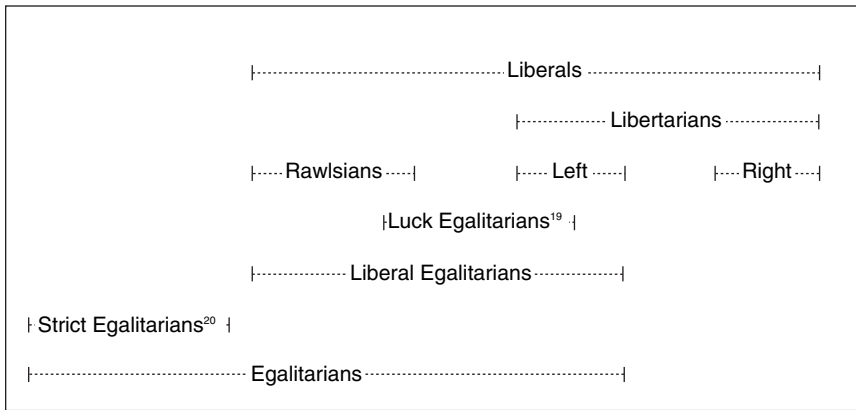 Liberals
Libertarians
Rawlsians Left Right
Luck Egalitarians¹⁹
Liberal Egalitarians
Strict Egalitarians²⁰
Egalitarians